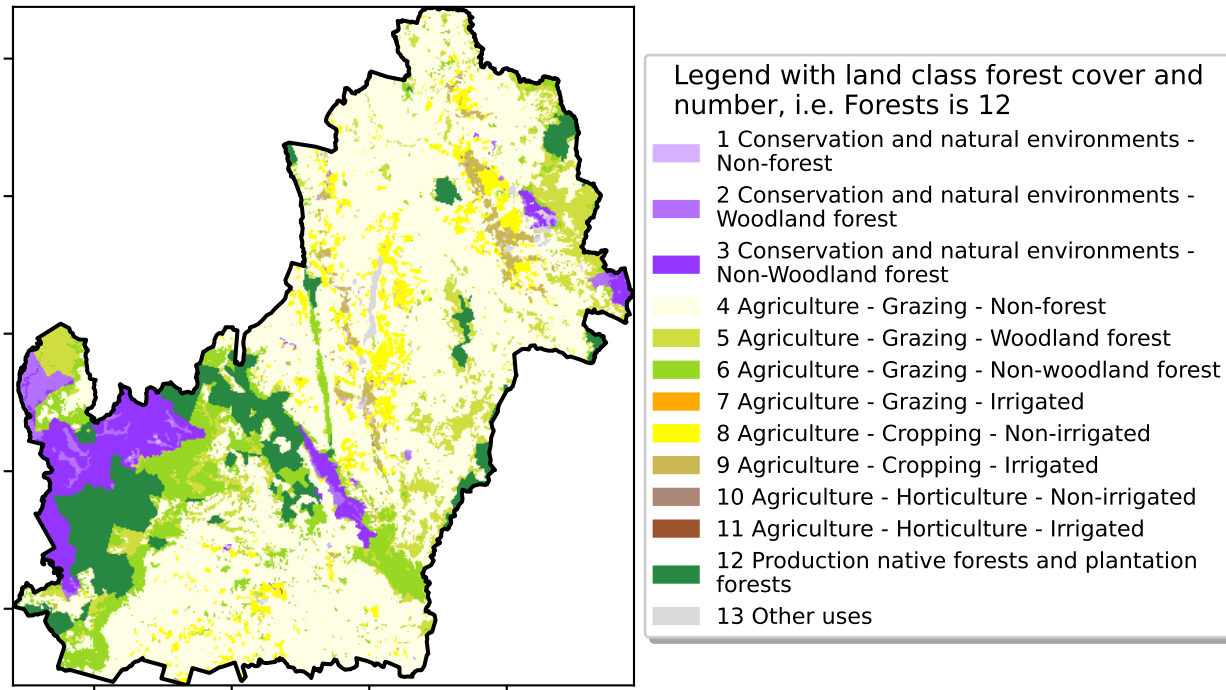 Legend with land class forest cover and
number, i.e. Forests is 12
1 Conservation and natural environments -
Non-forest
2 Conservation and natural environments -
Woodland forest
3 Conservation and natural environments -
Non-Woodland forest
4 Agriculture - Grazing - Non-forest
5 Agriculture - Grazing - Woodland forest
6 Agriculture - Grazing - Non-woodland forest
7 Agriculture - Grazing - Irrigated
8 Agriculture - Cropping - Non-irrigated
9 Agriculture - Cropping - Irrigated
10 Agriculture - Horticulture - Non-irrigated
11 Agriculture - Horticulture - Irrigated
12 Production native forests and plantation
forests
13 Other uses